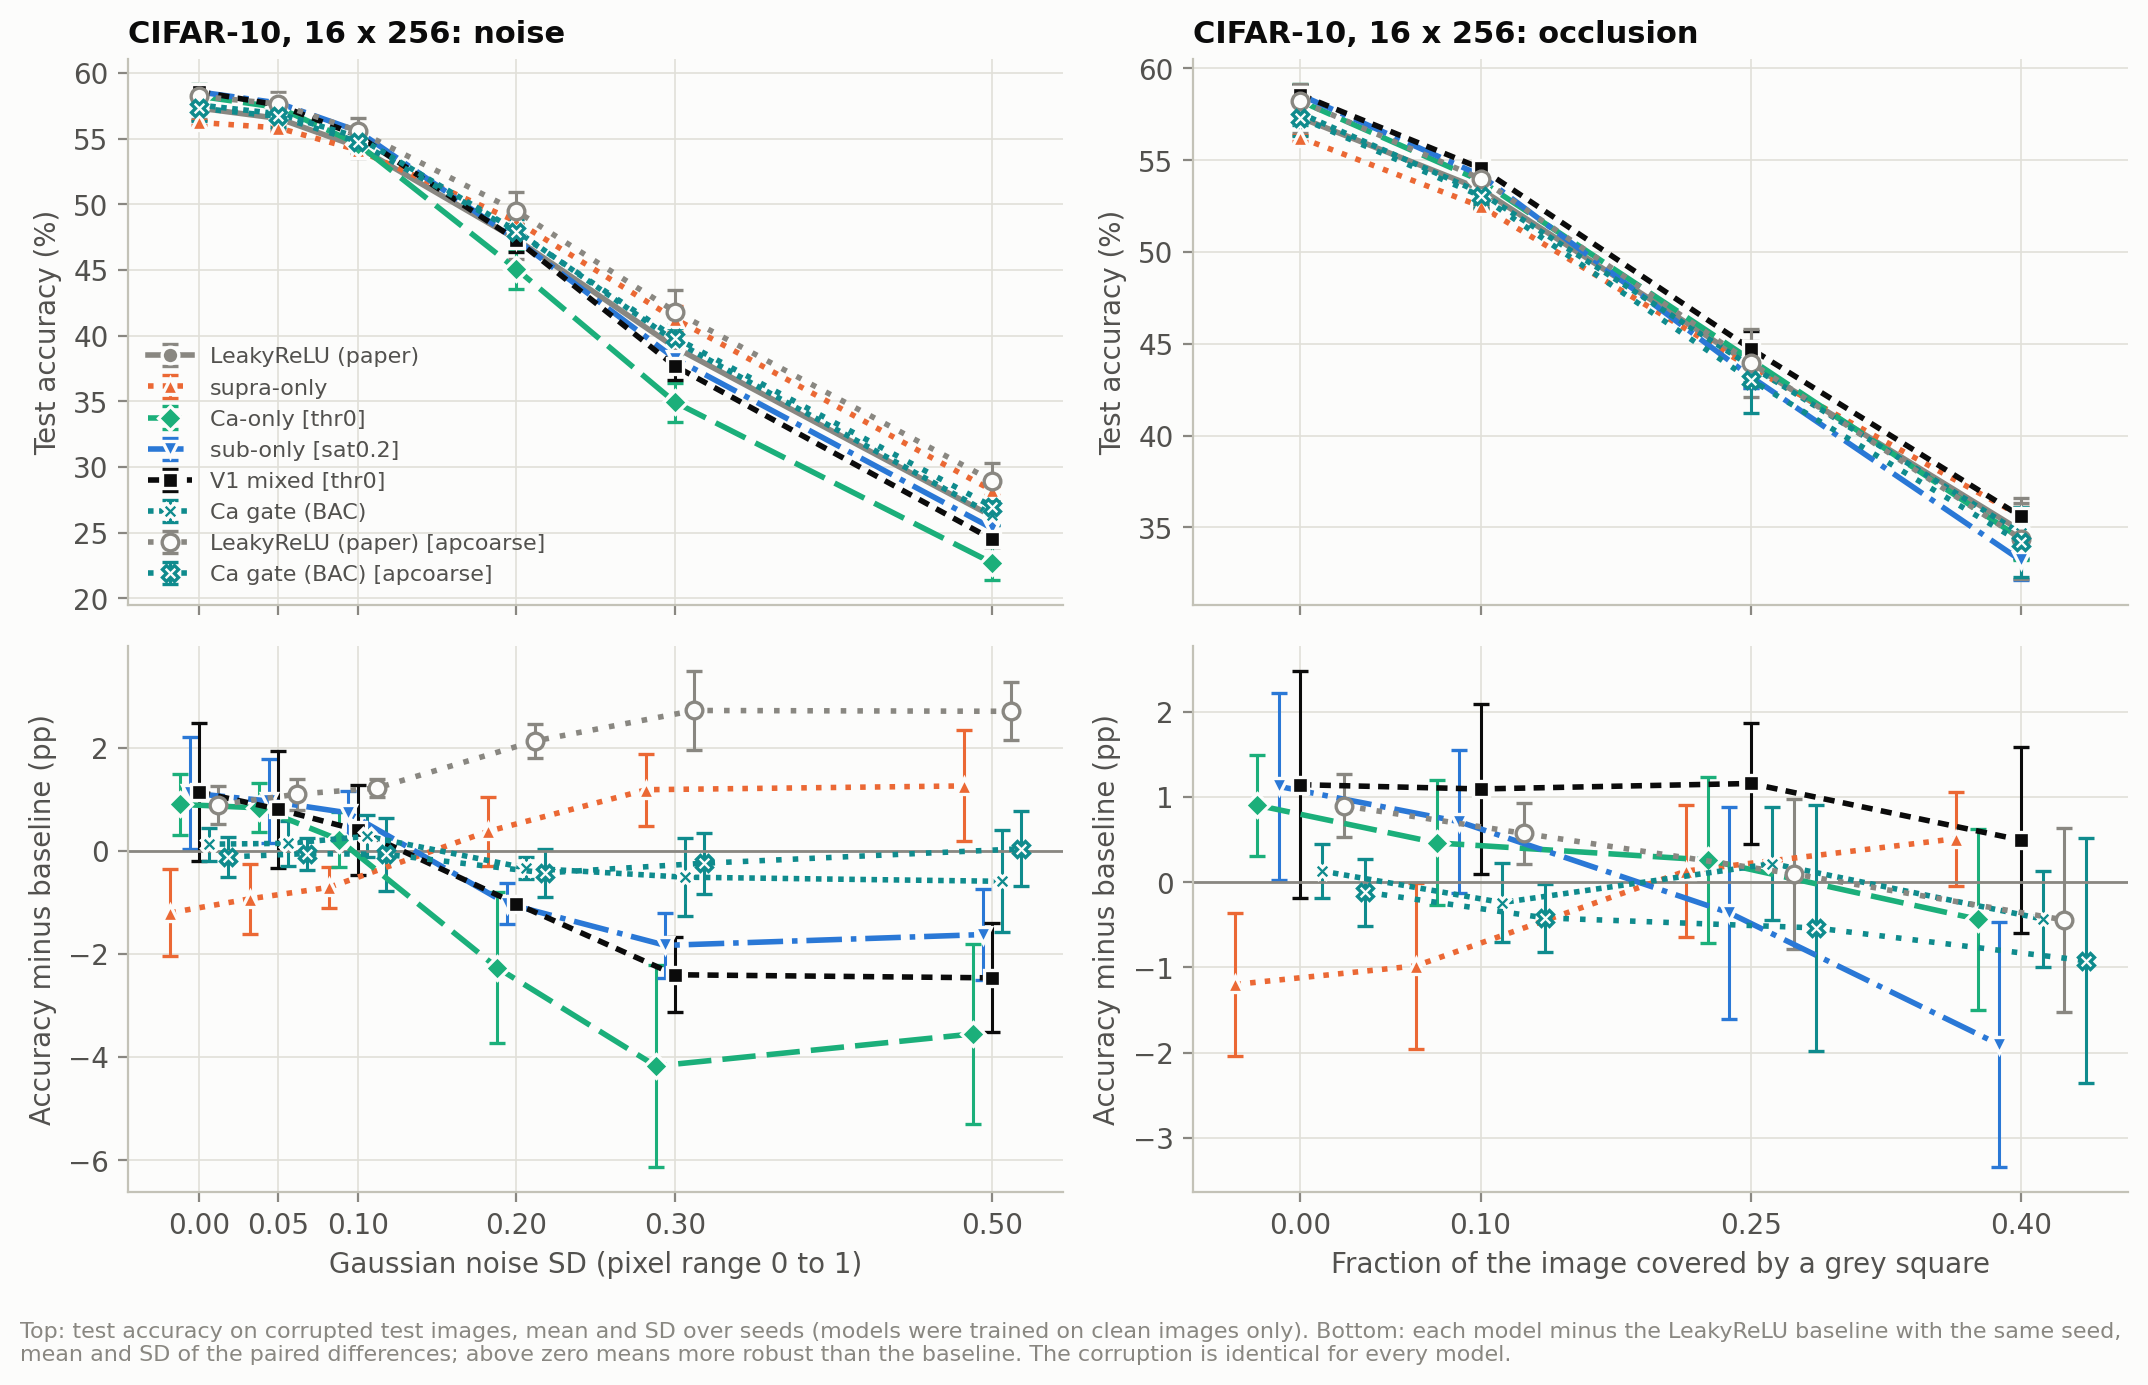 CIFAR-10, 16 x 256: noise
60
55
50
45
40
35
30
25
20
Test accuracy (%)
LeakyReLU (paper)
supra-only
Ca-only [thr0]
sub-only [sat0.2]
V1 mixed [thr0]
Ca gate (BAC)
LeakyReLU (paper) [apcoarse]
Ca gate (BAC) [apcoarse]
CIFAR-10, 16 x 256: occlusion
60
55
50
45
40
35
Test accuracy (%)
2
0
−2
−4
−6
Accuracy minus baseline (pp)
0.00 0.05 0.10 0.20 0.30 0.50
Gaussian noise SD (pixel range 0 to 1)
2
1
0
−1
−2
−3
Accuracy minus baseline (pp)
0.00 0.10 0.25 0.40
Fraction of the image covered by a grey square
Top: test accuracy on corrupted test images, mean and SD over seeds (models were trained on clean images only). Bottom: each model minus the LeakyReLU baseline with the same seed,
mean and SD of the paired differences; above zero means more robust than the baseline. The corruption is identical for every model.